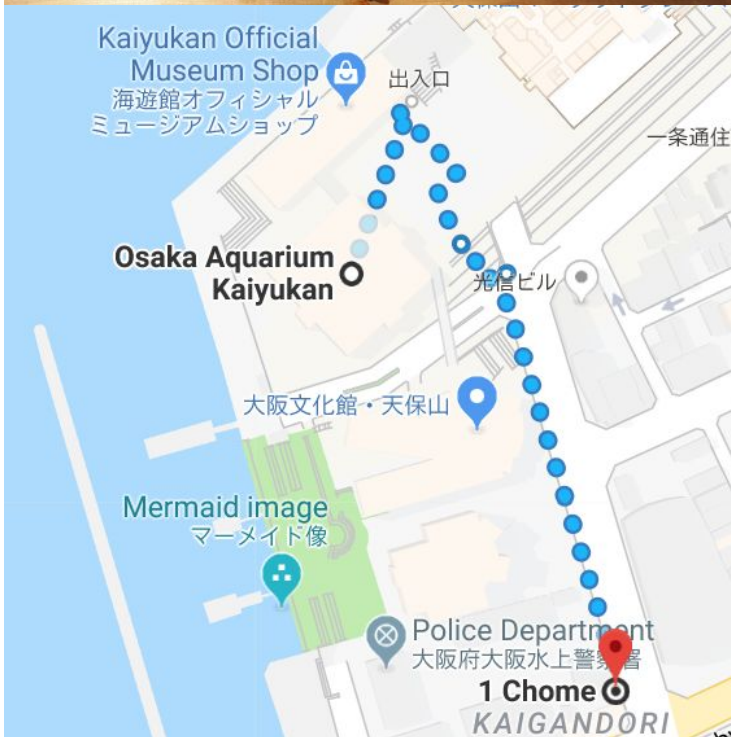 Kaiyukan Official
Museum Shop
海遊館オフィシャル
ミュージアムショップ
出入口
一条通住
Osaka Aquarium
Kaiyukan
光信ビル
大阪文化館・天保山
Mermaid image
マーメイド像
Police Department
大阪府大阪水上警察署
1 Chome
KAIGANDORI